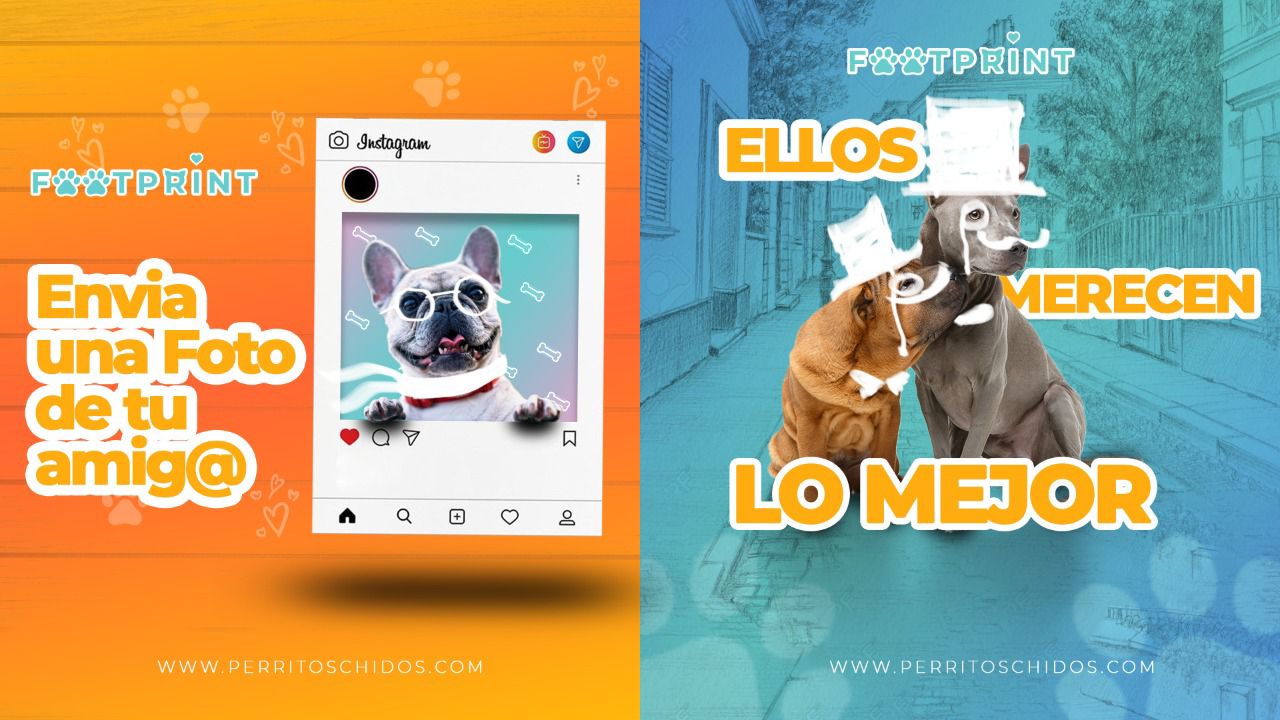 FOOTPRINT
Envia
una Foto
de tu
amig@
Instagram
WWW.PERRITOSCHIDOS.COM
FOOTPRINT
ELLOS
MERECEN
LO MEJOR
WWW.PERRITOSCHIDOS.COM